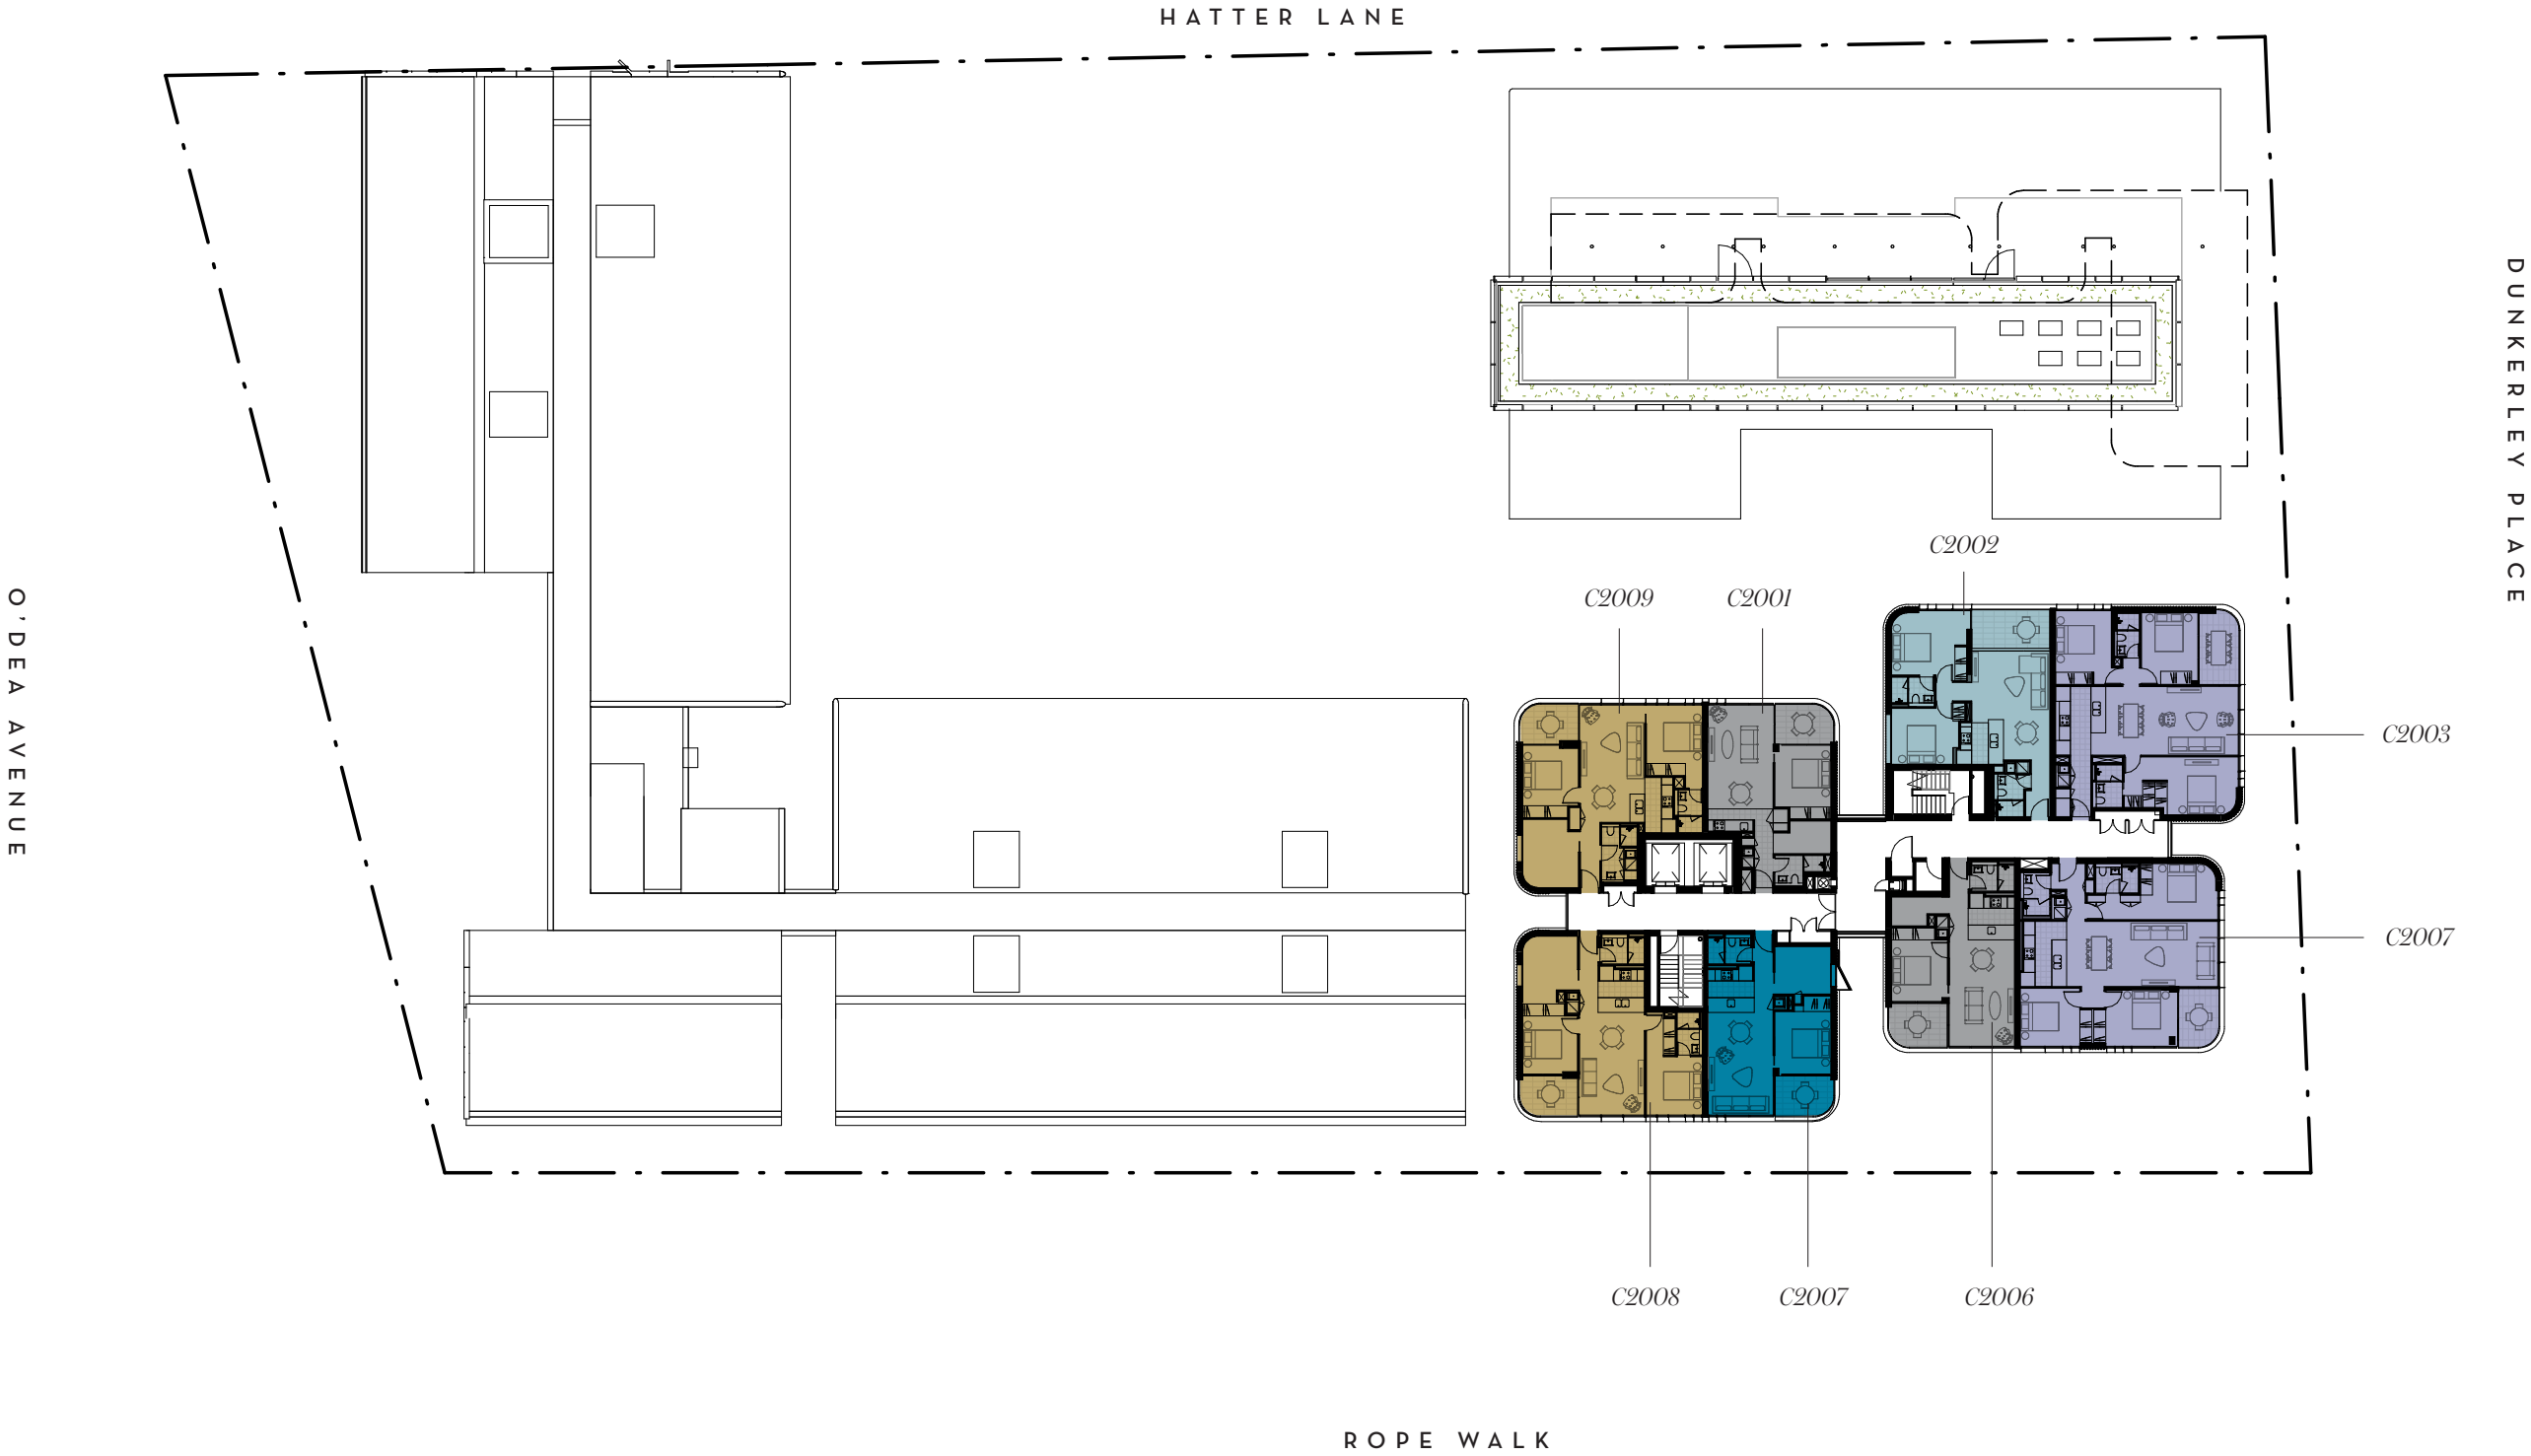 HATTER LANE
DUNKERLEY PLACE
C2002
C2009
C2001
O'DEA AVENUE
C2003
C2007
C2008
C2007
C2006
ROPE WALK